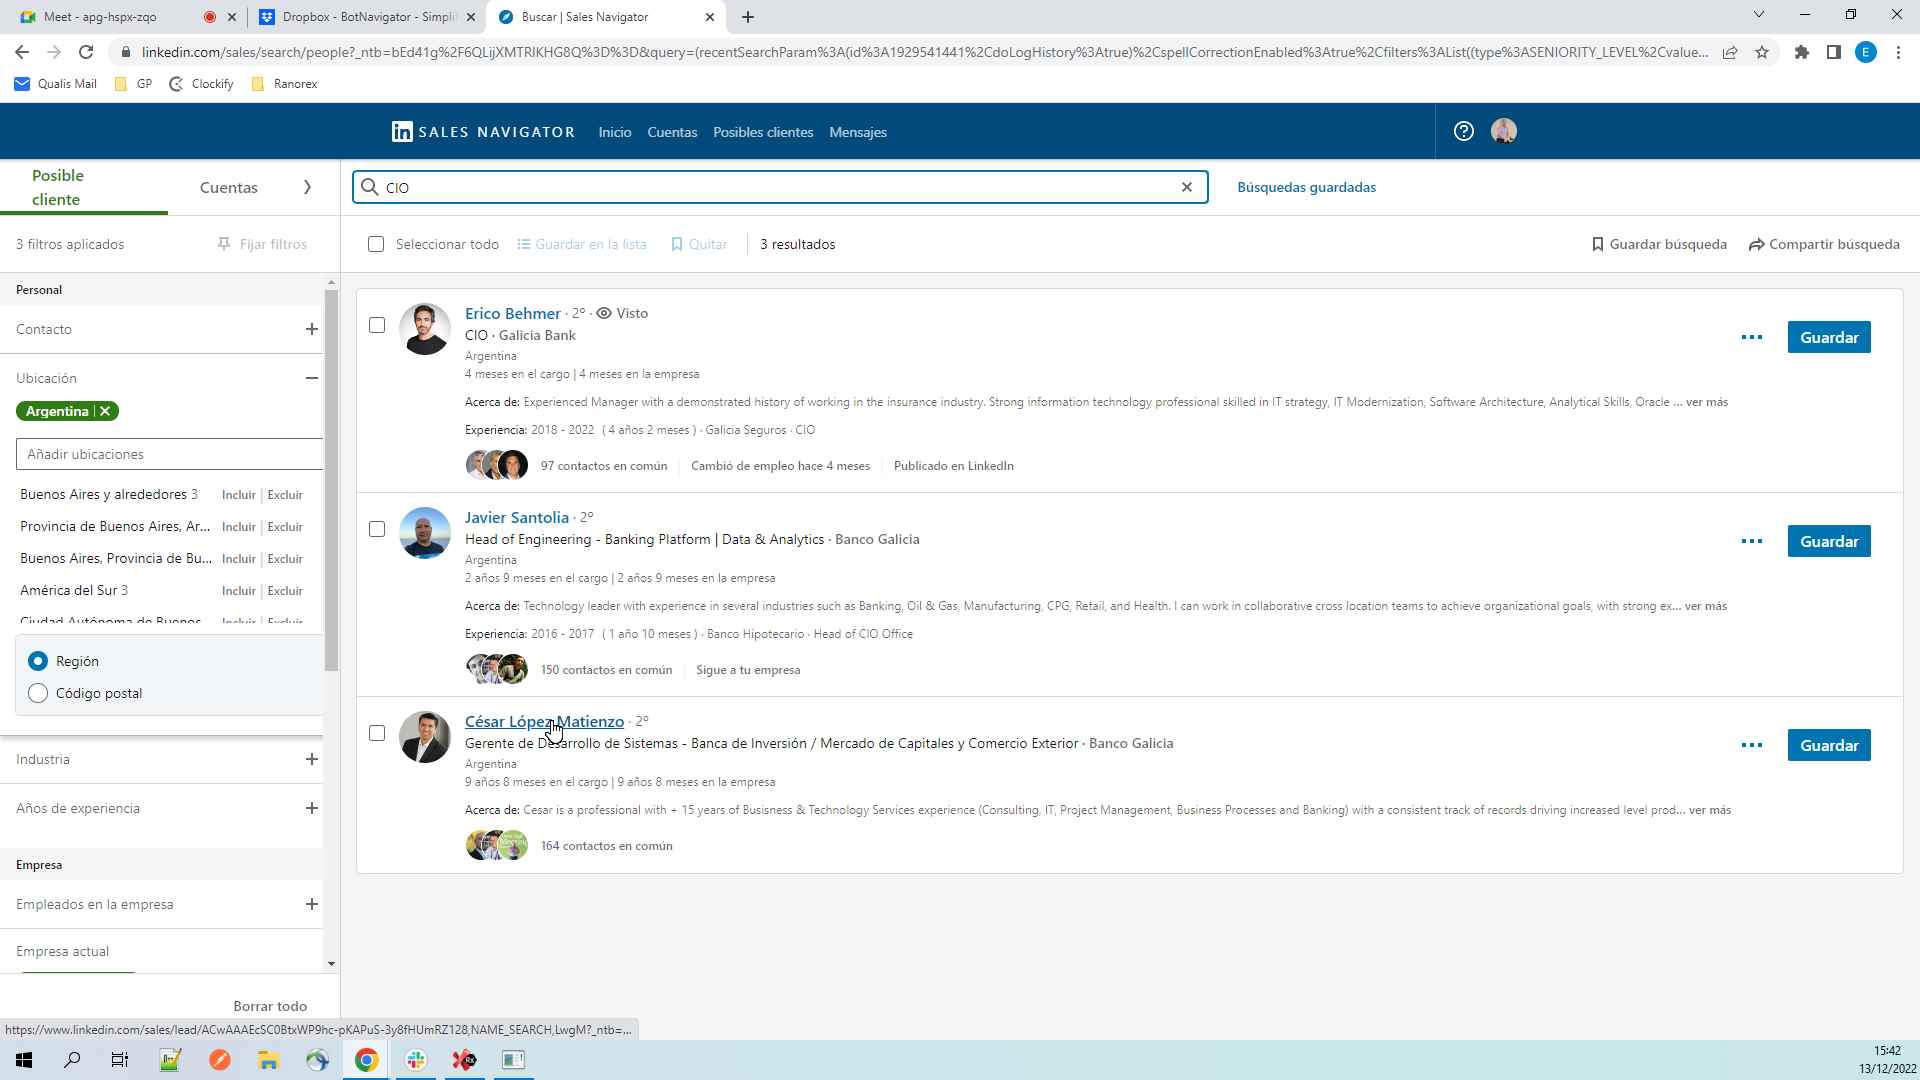 Meet - apg-hspx-zqo
Dropbox - BotNavigator - Simpli
Buscar | Sales Navigator
linkedin.com/sales/search/people?_ntb=bEd41g%2F6QLijXMTRIKHG8Q%3D%3D&query=(recentSearchParam%3A(id%3A1929541441%2CdoLogHistory%3Atrue)%2CspellCorrectionEnabled%3Atrue%2Cfilters%3AList((type%3ASENIORITY_LEVEL%2Cvalue...
E
Qualis Mail
GP
Clockify
Ranorex
in SALES NAVIGATOR
Inicio
Cuentas
Posibles clientes
Mensajes
Posible
cliente
Cuentas
CIO
Búsquedas guardadas
3 filtros aplicados
Fijar filtros
Seleccionar todo
Guardar en la lista
Quitar
3 resultados
Guardar búsqueda
Compartir búsqueda
Personal
Contacto
Ubicación
Argentina
Añadir ubicaciones
Buenos Aires y alrededores 3 Incluir | Excluir
Provincia de Buenos Aires, Ar... Incluir | Excluir
Buenos Aires, Provincia de Bu... Incluir | Excluir
América del Sur 3 Incluir | Excluir
Ciudad Autónoma de Buenos Incluir | Excluir
Región
Código postal
Industria
Años de experiencia
Empresa
Empleados en la empresa
Empresa actual
Borrar todo
Erico Behmer · 2º · Visto
CIO · Galicia Bank
Argentina
4 meses en el cargo | 4 meses en la empresa
Acerca de: Experienced Manager with a demonstrated history of working in the insurance industry. Strong information technology professional skilled in IT strategy, IT Modernization, Software Architecture, Analytical Skills, Oracle ... ver más
Experiencia: 2018 - 2022 ( 4 años 2 meses ) · Galicia Seguros · CIO
97 contactos en común
Cambió de empleo hace 4 meses
Publicado en LinkedIn
Guardar
Javier Santolia · 2º
Head of Engineering - Banking Platform | Data & Analytics · Banco Galicia
Argentina
2 años 9 meses en el cargo | 2 años 9 meses en la empresa
Acerca de: Technology leader with experience in several industries such as Banking, Oil & Gas, Manufacturing, CPG, Retail, and Health. I can work in collaborative cross location teams to achieve organizational goals, with strong ex... ver más
Experiencia: 2016 - 2017 ( 1 año 10 meses ) · Banco Hipotecario · Head of CIO Office
150 contactos en común
Sigue a tu empresa
Guardar
César López Matienzo · 2º
Gerente de Desarrollo de Sistemas - Banca de Inversión / Mercado de Capitales y Comercio Exterior · Banco Galicia
Argentina
9 años 8 meses en el cargo | 9 años 8 meses en la empresa
Acerca de: Cesar is a professional with + 15 years of Business & Technology Services experience (Consulting, IT, Project Management, Business Processes and Banking) with a consistent track of records driving increased level prod... ver más
164 contactos en común
Guardar
https://www.linkedin.com/sales/lead/ACwAAAEcSC0BtxWP9hc-pKAPuS-3y8fHUmRZ128,NAME_SEARCH,LwgM?_ntb=...
15:42
13/12/2022